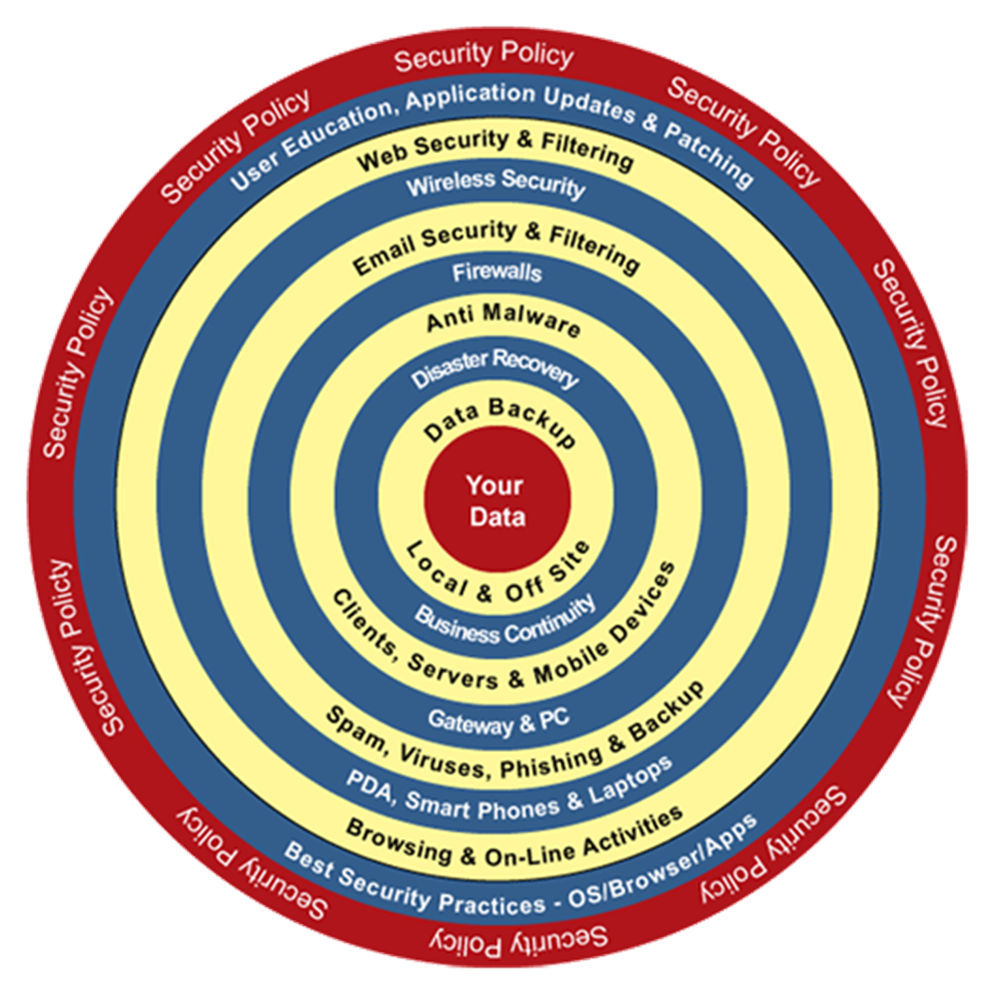 Security Policy
Security Policy
Security Policy
Security Policy
Security Policy
Security Policy
Security Policy
Security Policy
Security Policy
Security Policy
Security Policy
User Education, Application Updates & Patching
Web Security & Filtering
Wireless Security
Email Security & Filtering
Firewalls
Anti Malware
Disaster Recovery
Data Backup
Your
Data
Local & Off Site
Business Continuity
Clients, Servers & Mobile Devices
Gateway & PC
Spam, Viruses, Phishing & Backup
PDA, Smart Phones & Laptops
Browsing & On-Line Activities
Best Security Practices - OS/Browser/Apps